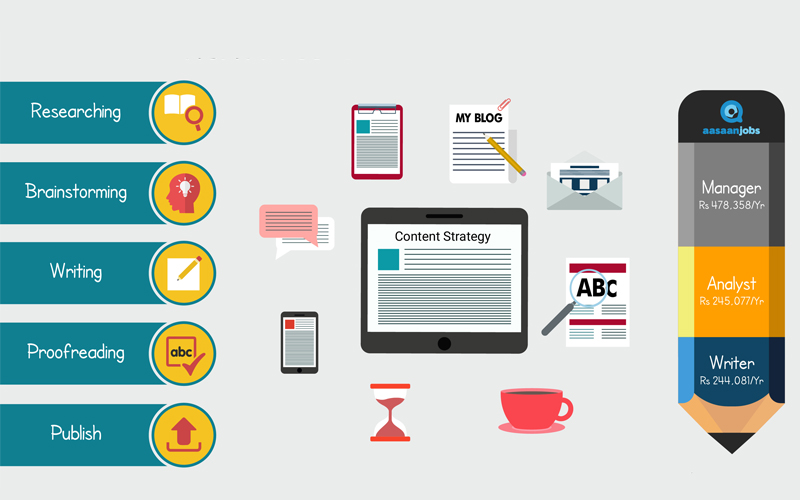 Researching
Brainstorming
Writing
Proofreading
abc
Publish
MY BLOG
Content Strategy
ABC
aasaanjobs
Manager
Rs 478,358/Yr
Analyst
Rs 245,077/Yr
Writer
Rs 244,081/Yr